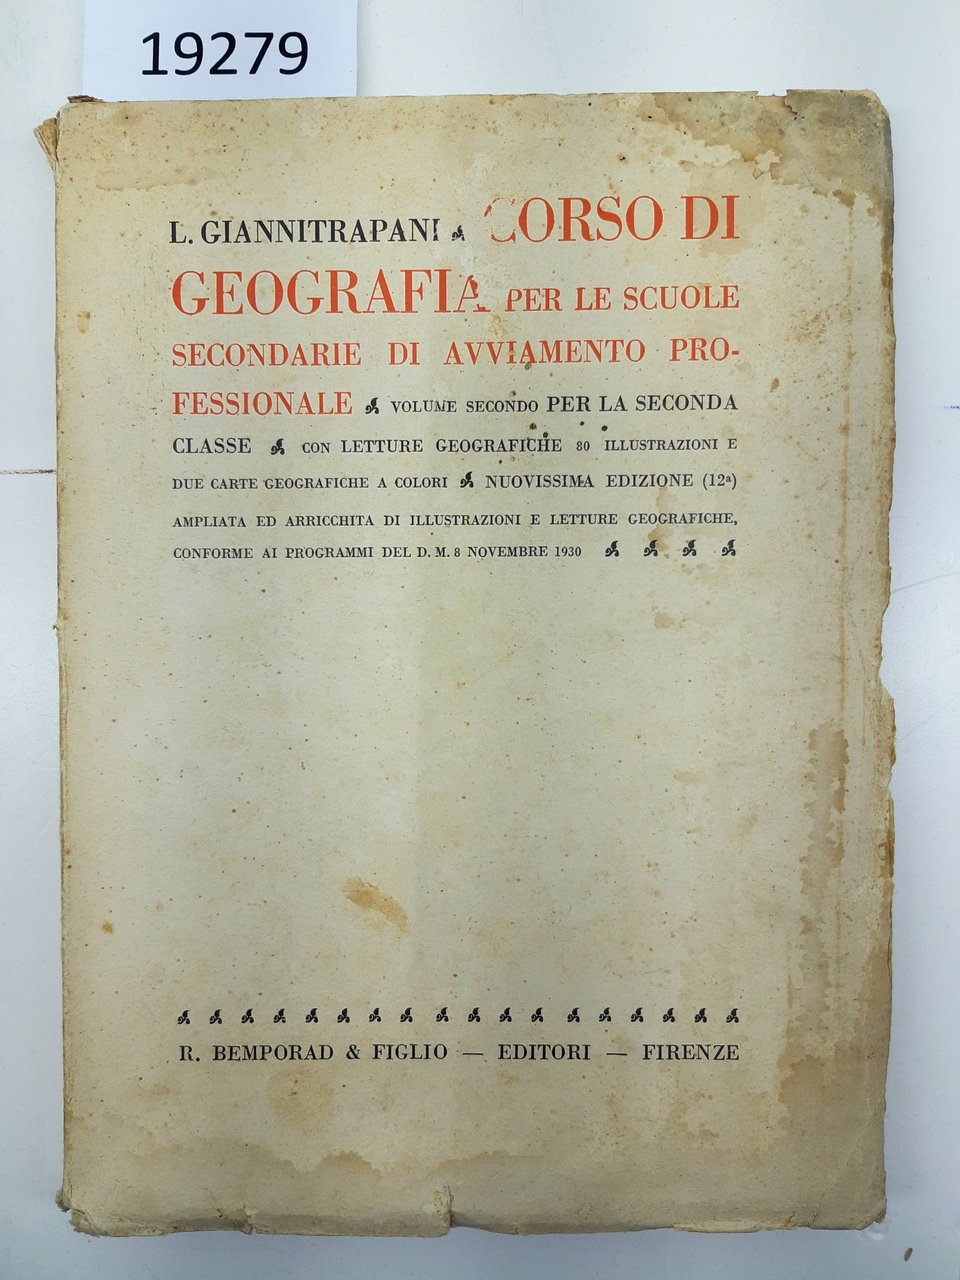 19279
L. GIANNITRAPANI CORSO DI
GEOGRAFIA PER LE SCUOLE
SECONDARIE DI AVVIAMENTO PRO-
FESSIONALE VOLUME SECONDO PER LA SECONDA
CLASSE CON LETTURE GEOGRAFICHE 80 ILLUSTRAZIONI E
DUE CARTE GEOGRAFICHE A COLORI NUOVISSIMA EDIZIONE (12ª)
AMPLIATA ED ARRICCHITA DI ILLUSTRAZIONI E LETTURE GEOGRAFICHE,
CONFORME AI PROGRAMMI DEL D. M. 8 NOVEMBRE 1930
R. BEMPORAD & FIGLIO — EDITORI — FIRENZE